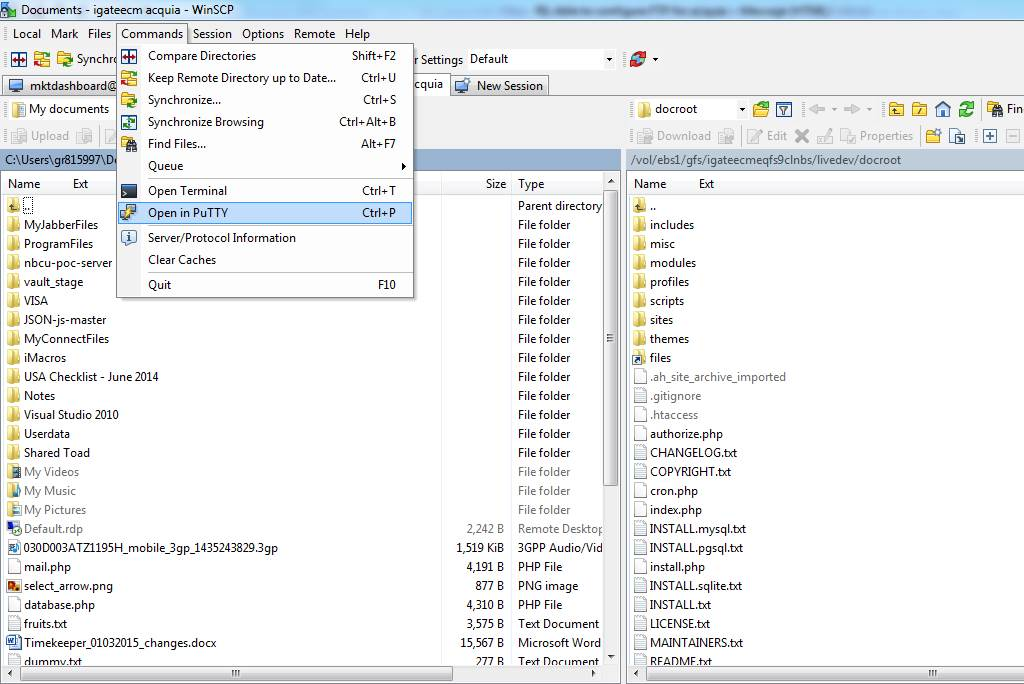 Documents - igateecm acquia - WinSCP
Local Mark Files Commands Session Options Remote Help
Synchro
r Settings Default
mktdashboard@
cquia
New Session
My documents
docroot
Fin
Upload
Download Edit Properties
C:\Users\gr815997\Do
/vol/ebs1/gfs/igateecmeqfs9clnbs/livedev/docroot
Compare Directories Shift+F2
Keep Remote Directory up to Date... Ctrl+U
Synchronize... Ctrl+S
Synchronize Browsing Ctrl+Alt+B
Find Files... Alt+F7
Queue
Open Terminal Ctrl+T
Open in PuTTY Ctrl+P
Server/Protocol Information
Clear Caches
Quit F10
Name Ext Size Type
.. Parent directory
MyJabberFiles File folder
ProgramFiles File folder
nbcu-poc-server File folder
vault_stage File folder
VISA File folder
JSON-js-master File folder
MyConnectFiles File folder
iMacros File folder
USA Checklist - June 2014 File folder
Notes File folder
Visual Studio 2010 File folder
Userdata File folder
Shared Toad File folder
My Videos File folder
My Music File folder
My Pictures File folder
Default.rdp 2,242 B Remote Desktop
030D003ATZ1195H_mobile_3gp_1435243829.3gp 1,519 KiB 3GPP Audio/Vid
mail.php 4,191 B PHP File
select_arrow.png 877 B PNG image
database.php 4,310 B PHP File
fruits.txt 3,575 B Text Document
Timekeeper_01032015_changes.docx 15,567 B Microsoft Word
dummy.txt 277 B Text Document
Name Ext
..
includes
misc
modules
profiles
scripts
sites
themes
files
.ah_site_archive_imported
.gitignore
.htaccess
authorize.php
CHANGELOG.txt
COPYRIGHT.txt
cron.php
index.php
INSTALL.mysql.txt
INSTALL.pgsql.txt
install.php
INSTALL.sqlite.txt
INSTALL.txt
LICENSE.txt
MAINTAINERS.txt
README.txt